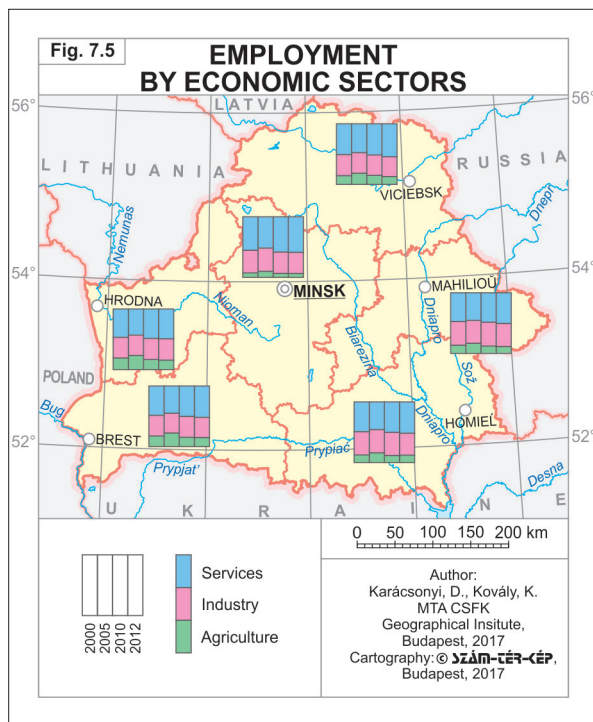 Fig. 7.5
EMPLOYMENT
BY ECONOMIC SECTORS
56°
56°
LATVIA
LITHUANIA
RUSSIA
VICIEBSK
Dnepr
Nemunas
54°
54°
MINSK
MAHILIOŬ
HRODNA
Nioman
Dniapro
Biarezina
POLAND
Sož
Bug
HOMIEL
Dniapro
52°
BREST
52°
Prypiać
Prypjat'
Desna
UKRAINE
0 50 100 150 200 km
2000
2005
2010
2012
Services
Industry
Agriculture
Author:
Karácsonyi, D., Kovály, K.
MTA CSFK
Geographical Insitute,
Budapest, 2017
Cartography: © SZÁM-TÉR-KÉP,
Budapest, 2017